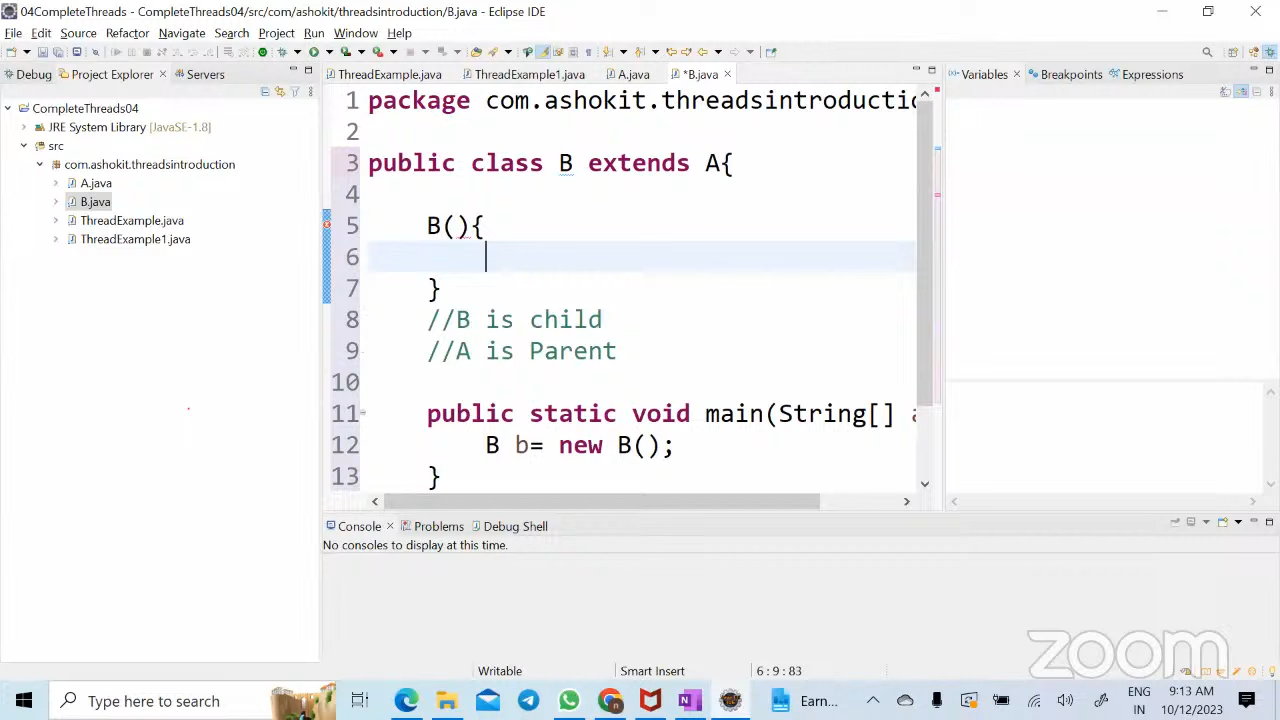 04CompleteThreads - CompleteThreads04/src/com/ashokit/threadsintroduction/B.java - Eclipse IDE
File Edit Source Refactor Navigate Search Project Run Window Help
Debug Project Explorer Servers
ThreadExample.java ThreadExample1.java A.java *B.java
Variables Breakpoints Expressions
CompleteThreads04
JRE System Library [JavaSE-1.8]
src
com.ashokit.threadsintroduction
A.java
B.java
ThreadExample.java
ThreadExample1.java
1 package com.ashokit.threadsintroductio
2
3 public class B extends A{
4
5 B(){
6
7 }
8 //B is child
9 //A is Parent
10
11 public static void main(String[] a
12 B b= new B();
13 }
Console Problems Debug Shell
No consoles to display at this time.
Writable Smart Insert 6 : 9 : 83
zoom
Type here to search
Earn...
ENG
IN
9:13 AM
10/12/2023